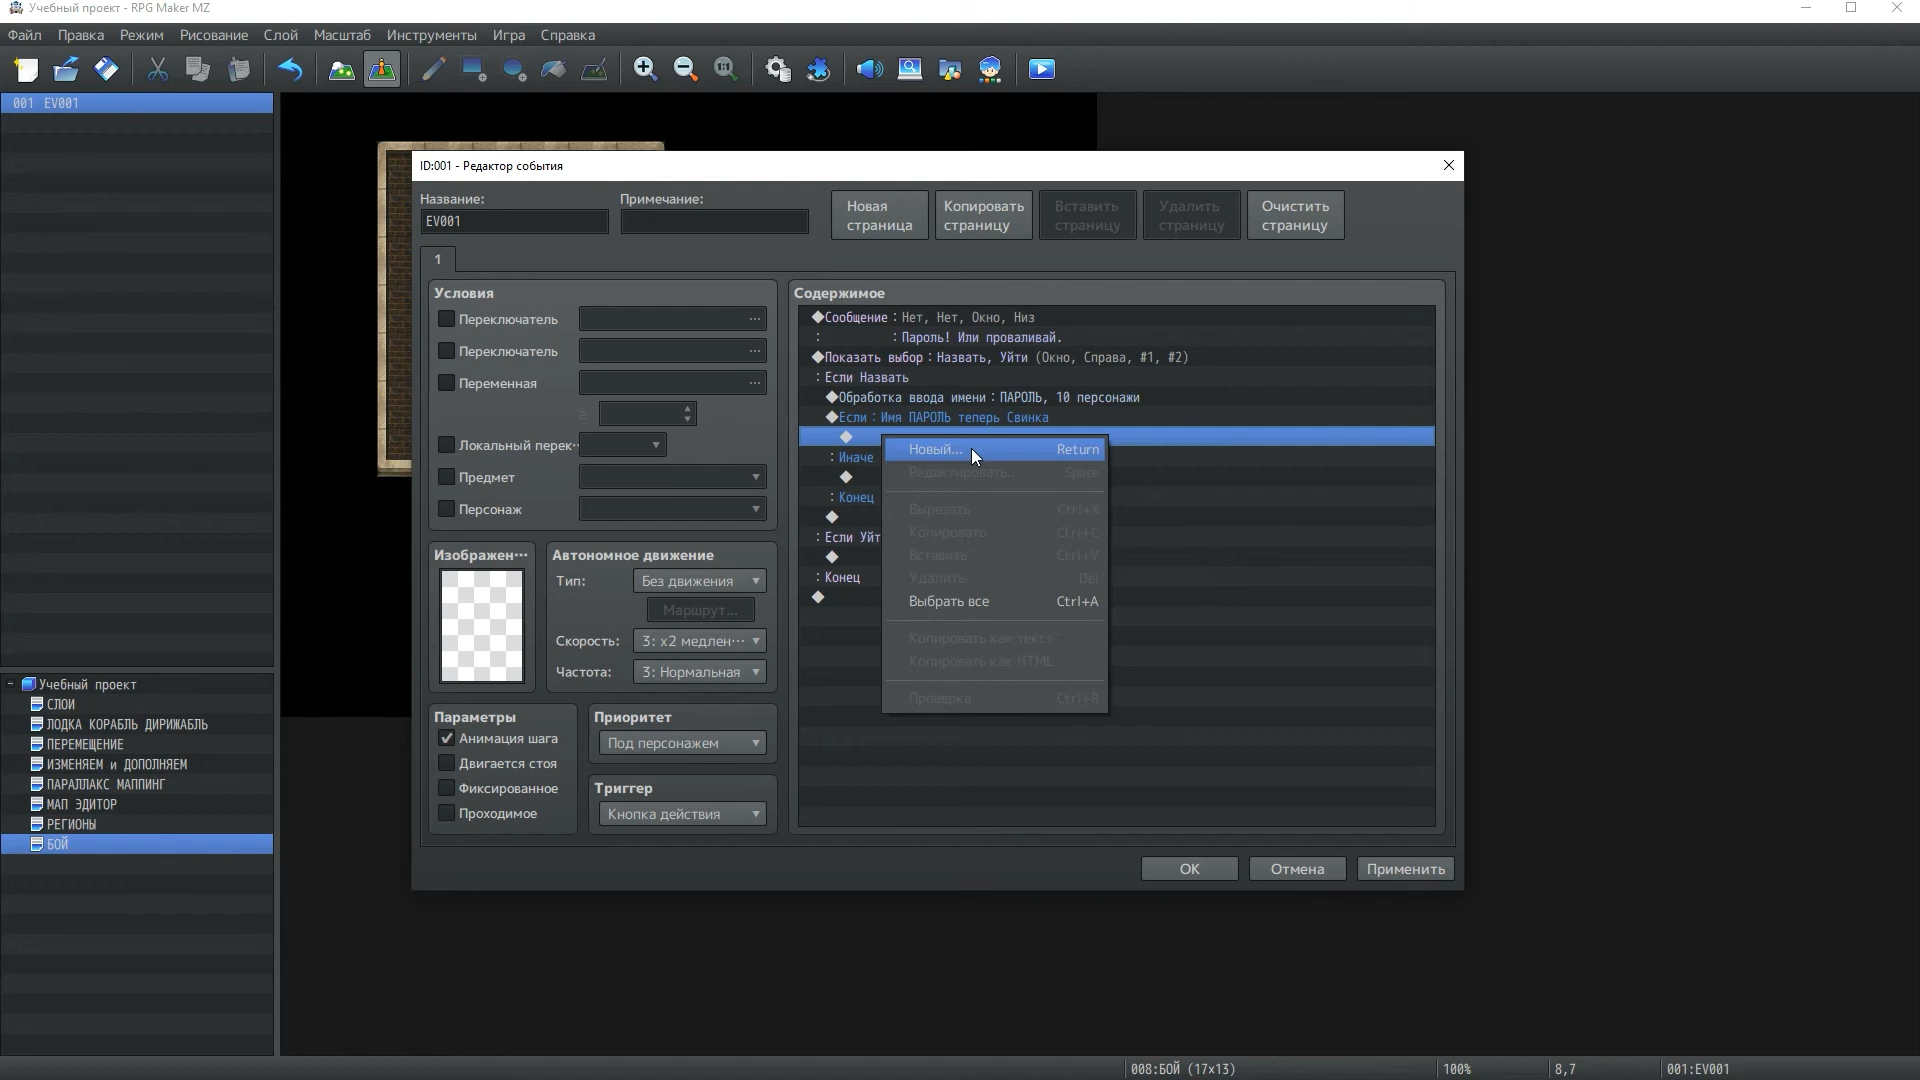 Учебный проект - RPG Maker MZ
Файл Правка Режим Рисование Слой Масштаб Инструменты Игра Справка
1:1
001 EV001
ID:001 - Редактор события
Название:
EV001
Примечание:
Новая страница
Копировать страницу
Вставить страницу
Удалить страницу
Очистить страницу
1
Условия
Переключатель ...
Переключатель ...
Переменная ...
≥
Локальный перек...
Предмет
Персонаж
Изображен...
Автономное движение
Тип: Без движения
Маршрут...
Скорость: 3: x2 медлен...
Частота: 3: Нормальная
Параметры
Анимация шага
Двигается стоя
Фиксированное
Проходимое
Приоритет
Под персонажем
Триггер
Кнопка действия
Содержимое
◆Сообщение : Нет, Нет, Окно, Низ
: : Пароль! Или проваливай.
◆Показать выбор : Назвать, Уйти (Окно, Справа, #1, #2)
: Если Назвать
◆Обработка ввода имени : ПАРОЛЬ, 10 персонажи
◆Если : Имя ПАРОЛЬ теперь Свинка
◆
: Иначе
◆
: Конец
◆
: Если Уйт
◆
: Конец
◆
Новый... Return
Редактировать... Space
Вырезать Ctrl+X
Копировать Ctrl+C
Вставить Ctrl+V
Удалить Del
Выбрать все Ctrl+A
Копировать как текст
Копировать как HTML
Проверка Ctrl+R
OK
Отмена
Применить
Учебный проект
СЛОИ
ЛОДКА КОРАБЛЬ ДИРИЖАБЛЬ
ПЕРЕМЕЩЕНИЕ
ИЗМЕНЯЕМ и ДОПОЛНЯЕМ
ПАРАЛЛАКС МАППИНГ
МАП ЭДИТОР
РЕГИОНЫ
БОЙ
008:БОЙ (17x13) 100% 8,7 001:EV001